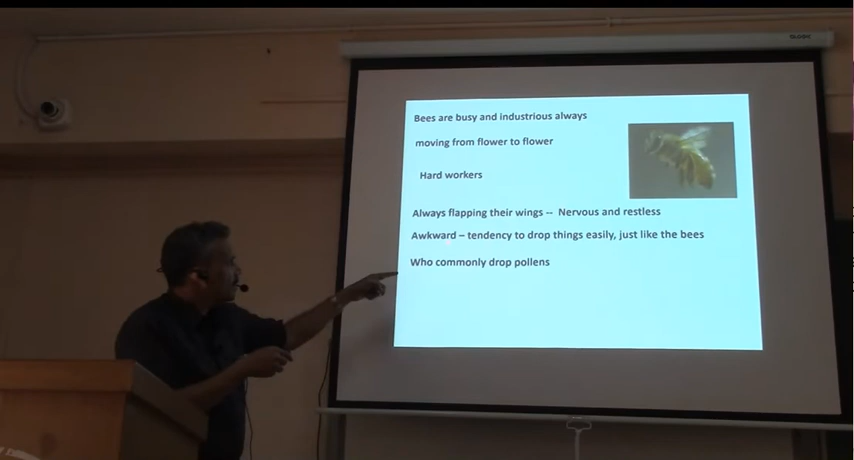 Bees are busy and industrious always
moving from flower to flower
Hard workers
Always flapping their wings -- Nervous and restless
Awkward – tendency to drop things easily, just like the bees
Who commonly drop pollens